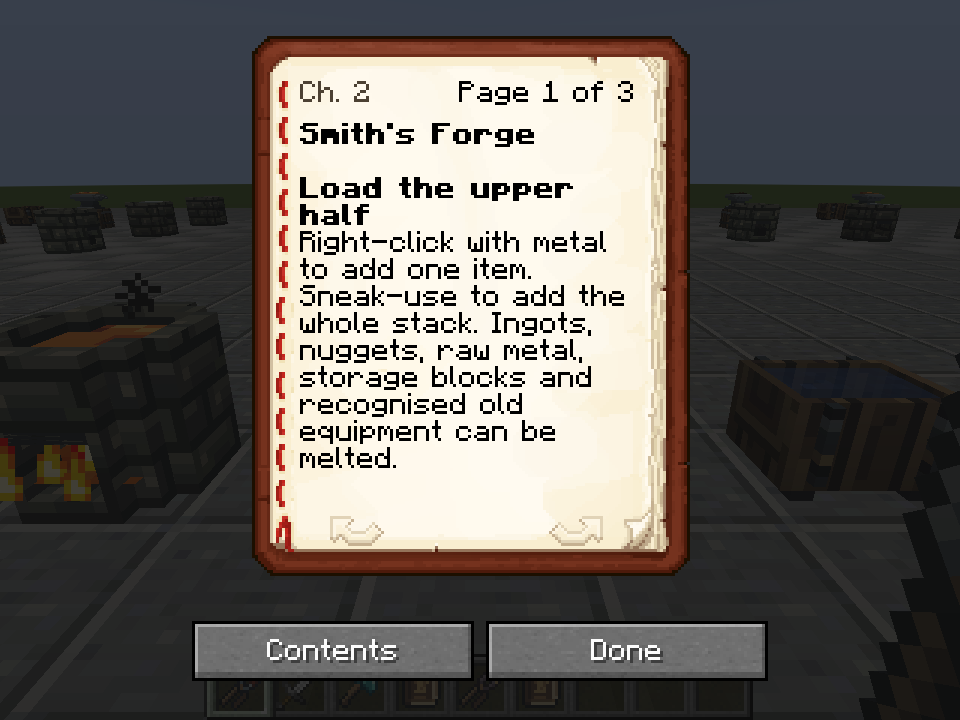 Ch. 2 Page 1 of 3
Smith's Forge
Load the upper
half
Right-click with metal
to add one item.
Sneak-use to add the
whole stack. Ingots,
nuggets, raw metal,
storage blocks and
recognised old
equipment can be
melted.
Contents Done